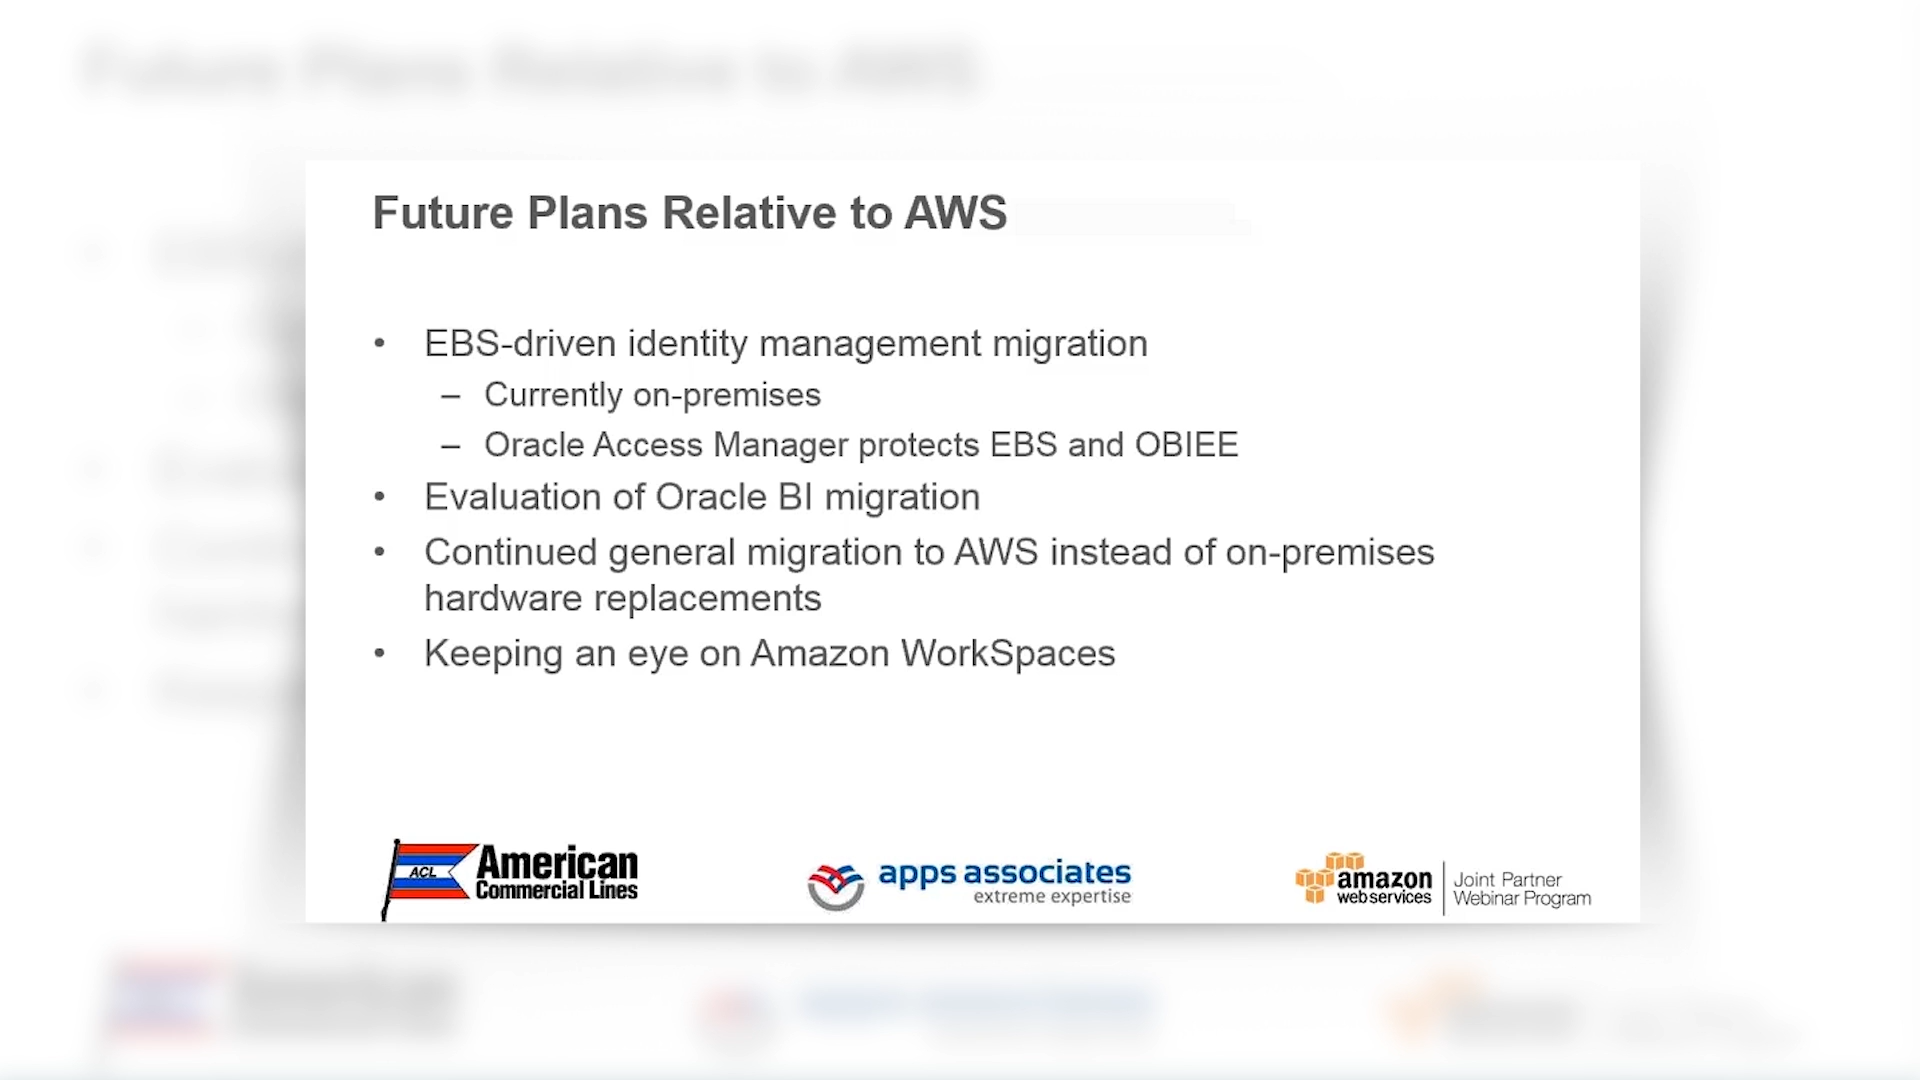 Future Plans Relative to AWS
• EBS-driven identity management migration
– Currently on-premises
– Oracle Access Manager protects EBS and OBIEE
• Evaluation of Oracle BI migration
• Continued general migration to AWS instead of on-premises
hardware replacements
• Keeping an eye on Amazon WorkSpaces
ACL
American
Commercial Lines
apps associates
extreme expertise
amazon
webservices
Joint Partner
Webinar Program